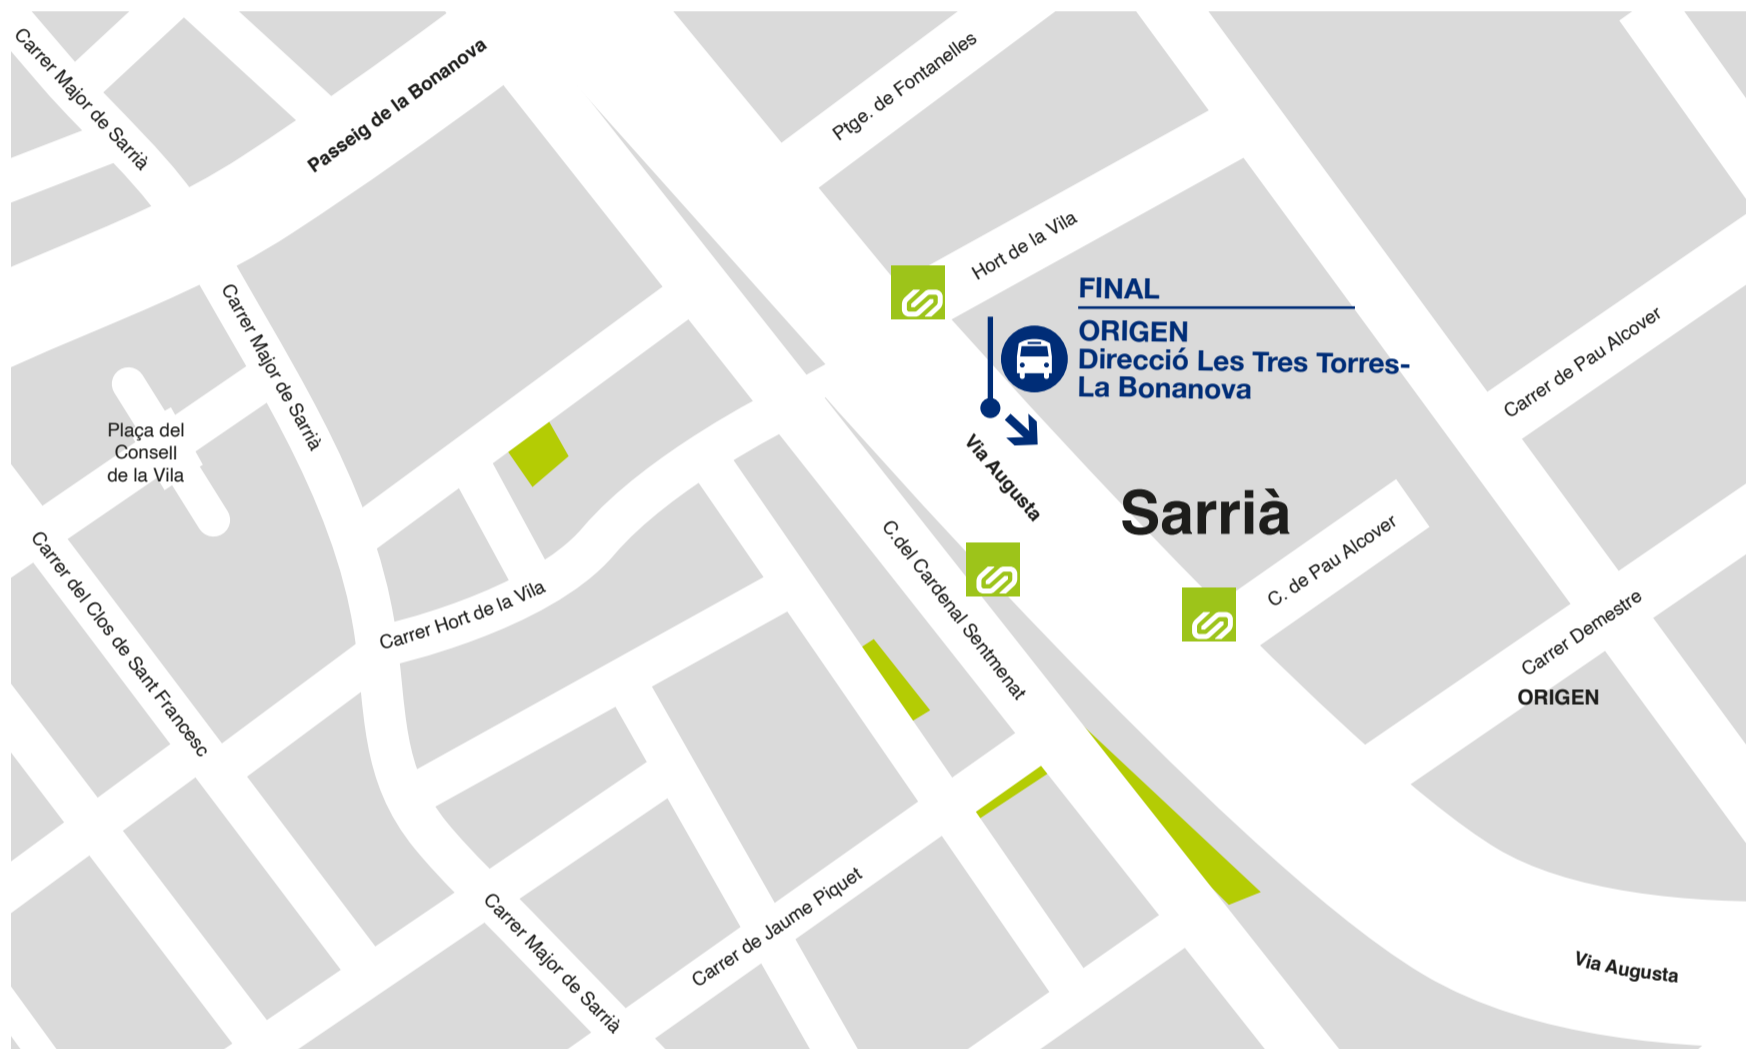 Carrer Major de Sarrià
Passeig de la Bonanova
Ptge. de Fontanelles
Hort de la Vila
FINAL
ORIGEN
Direcció Les Tres Torres-
La Bonanova
Carrer Major de Sarrià
Carrer de Pau Alcover
Plaça del
Consell
de la Vila
Via Augusta
Sarrià
C. de Pau Alcover
C.del Cardenal Sentmenat
Carrer del Clos de Sant Francesc
Carrer Hort de la Vila
Carrer Demestre
ORIGEN
Carrer Major de Sarrià
Carrer de Jaume Piquet
Via Augusta